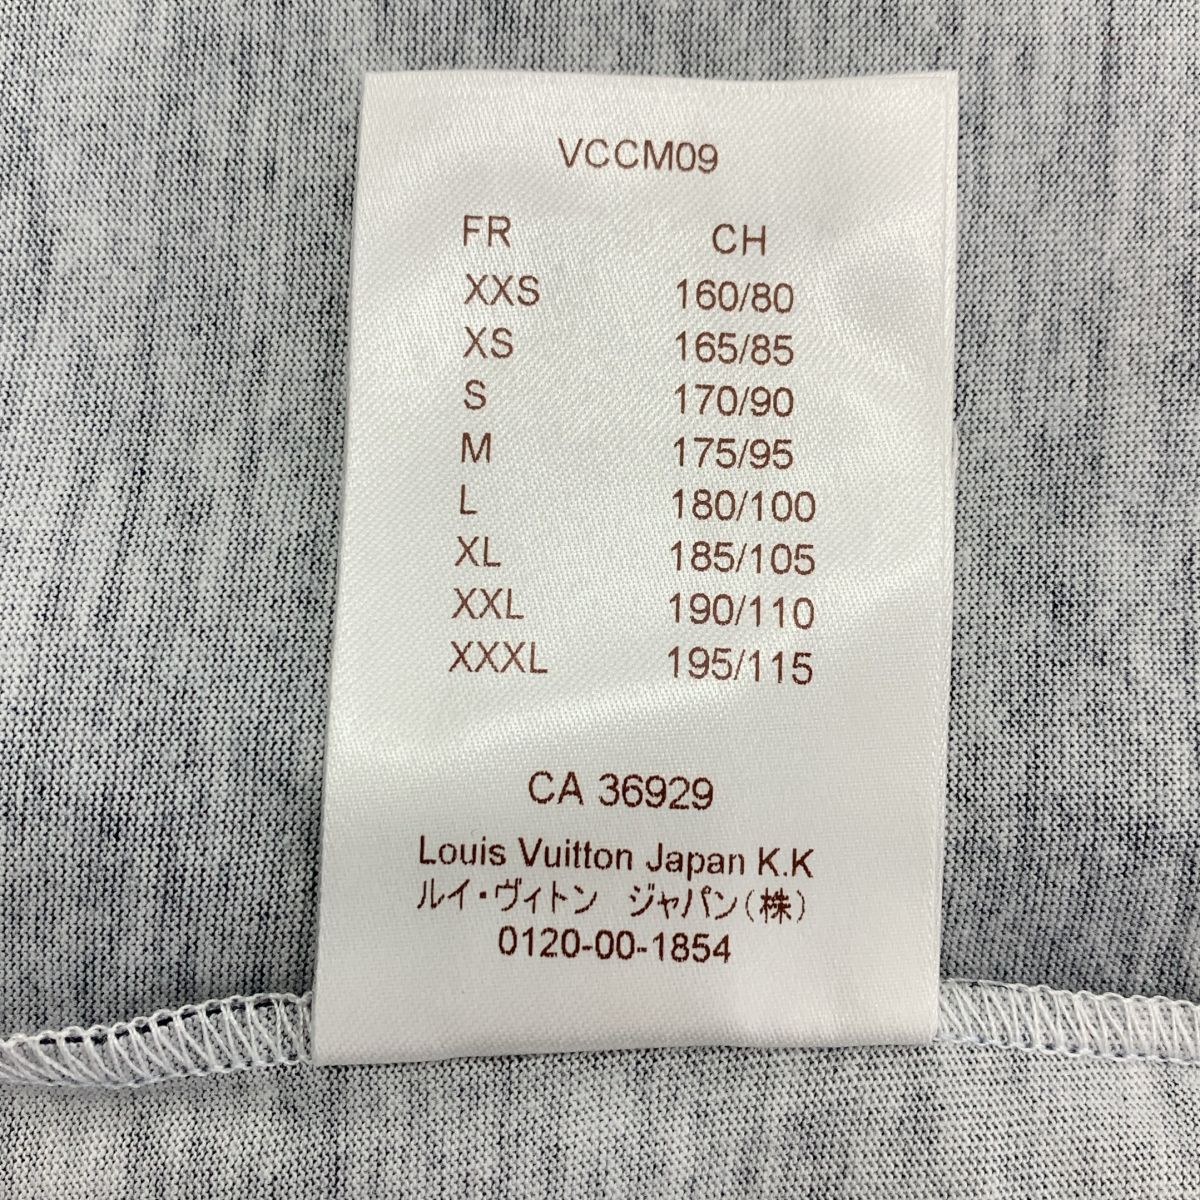 VCCM09
FR CH
XXS 160/80
XS 165/85
S 170/90
M 175/95
L 180/100
XL 185/105
XXL 190/110
XXXL 195/115
CA 36929
Louis Vuitton Japan K.K
ルイ・ヴィトン ジャパン(株)
0120-00-1854